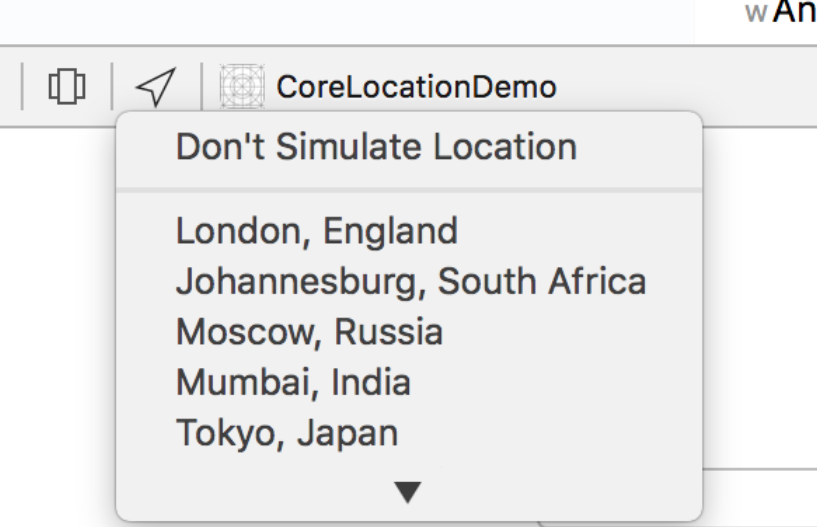 w An
CoreLocationDemo
Don't Simulate Location
London, England
Johannesburg, South Africa
Moscow, Russia
Mumbai, India
Tokyo, Japan